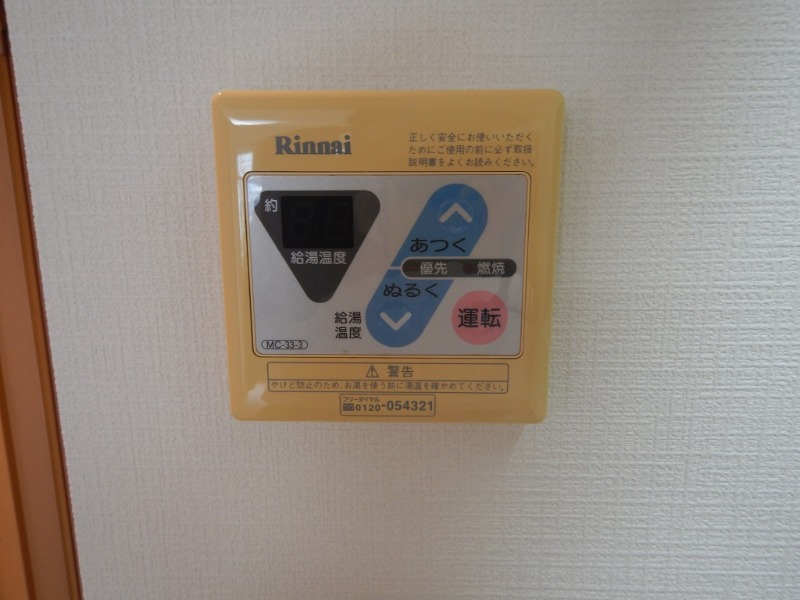 Rinnai
正しく安全にお使いいただく
ためにご使用の前に必ず取扱
説明書をよくお読みください。
約
給湯温度
あつく
優先 燃焼
ぬるく
給湯
温度
運転
MC-33-3
警告
やけど防止のため、お湯を使う前に湯温を確かめてください。
フリーダイヤル
0120-054321